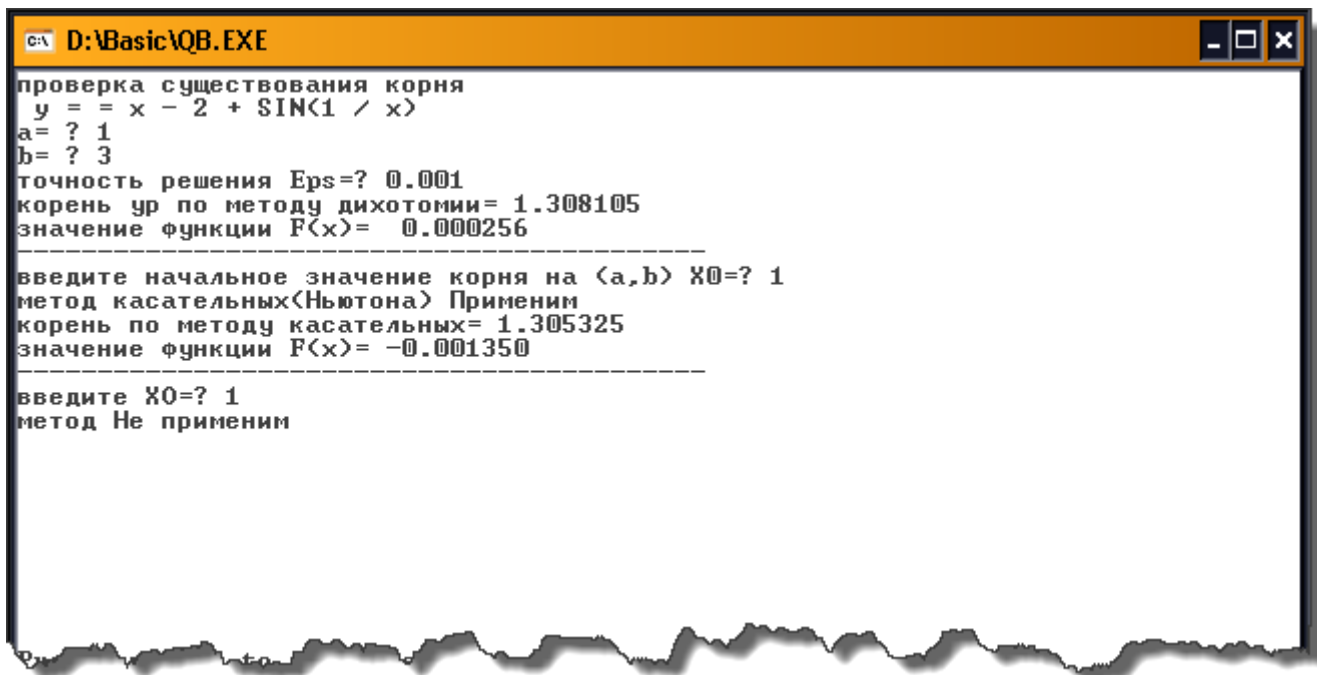 D:\Basic\QB.EXE
проверка существования корня
y = = x - 2 + SIN(1 / x)
a= ? 1
b= ? 3
точность решения Eps=? 0.001
корень ур по методу дихотомии= 1.308105
значение функции F(x)=  0.000256
--------------------------------------------
введите начальное значение корня на (a,b) X0=? 1
метод касательных(Ньютона) Применим
корень по методу касательных= 1.305325
значение функции F(x)= -0.001350
--------------------------------------------
введите XO=? 1
метод Не применим